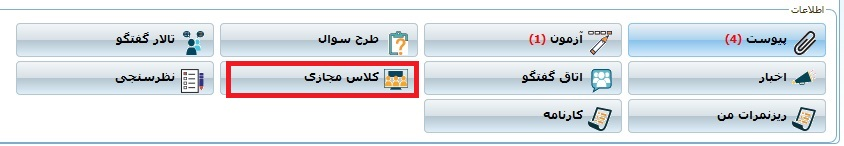 اطلاعات
پیوست (4)
آزمون (1)
طرح سوال
تالار گفتگو
اخبار
اتاق گفتگو
کلاس مجازی
نظرسنجی
ریزنمرات من
کارنامه